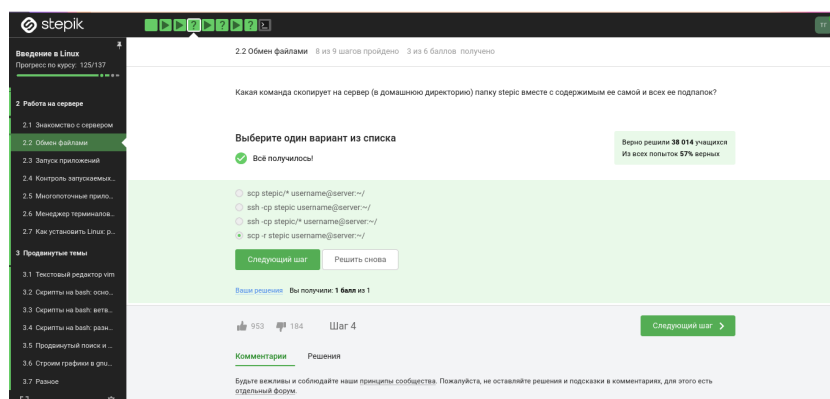 stepik
ТГ
Введение в Linux
Прогресс по курсу: 125/137
2 Работа на сервере
2.1 Знакомство с сервером
2.2 Обмен файлами
2.3 Запуск приложений
2.4 Контроль запускаемых...
2.5 Многопоточные прило...
2.6 Менеджер терминалов...
2.7 Как установить Linux: p...
3 Продвинутые темы
3.1 Текстовый редактор vim
3.2 Скрипты на bash: осно...
3.3 Скрипты на bash: ветв...
3.4 Скрипты на bash: разн...
3.5 Продвинутый поиск и ...
3.6 Строим графики в gnu...
3.7 Разное
2.2 Обмен файлами 8 из 9 шагов пройдено 3 из 6 баллов получено
Какая команда скопирует на сервер (в домашнюю директорию) папку stepic вместе с содержимым ее самой и всех ее подпапок?
Выберите один вариант из списка
Всё получилось!
Верно решили 38 014 учащихся
Из всех попыток 57% верных
scp stepic/* username@server:~/
ssh -cp stepic username@server:~/
ssh -cp stepic/* username@server:~/
scp -r stepic username@server:~/
Следующий шаг Решить снова
Ваши решения Вы получили: 1 балл из 1
953 184 Шаг 4
Следующий шаг
Комментарии Решения
Будьте вежливы и соблюдайте наши принципы сообщества. Пожалуйста, не оставляйте решения и подсказки в комментариях, для этого есть
отдельный форум.